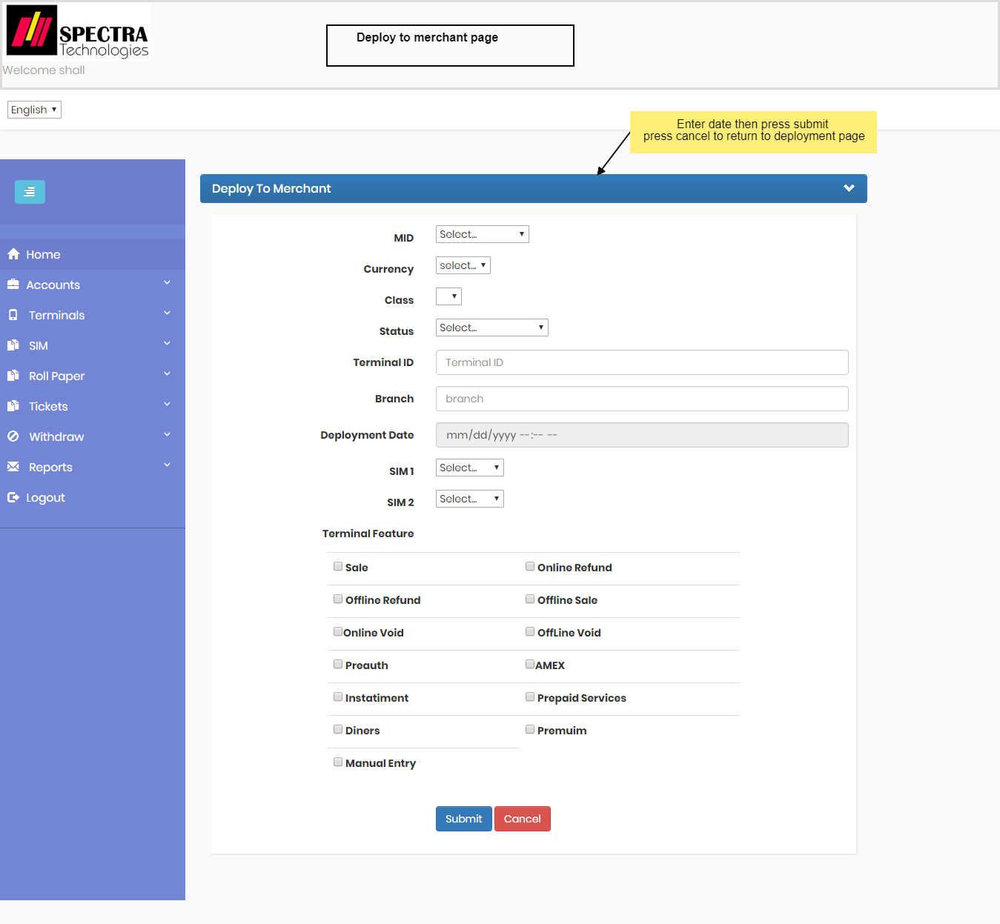 SPECTRA
Technologies
Welcome shall
Deploy to merchant page
English
Enter date then press submit
press cancel to return to deployment page
Deploy To Merchant
Home
Accounts
Terminals
SIM
Roll Paper
Tickets
Withdraw
Reports
Logout
MID Select...
Currency select...
Class
Status Select...
Terminal ID Terminal ID
Branch branch
Deployment Date mm/dd/yyyy --:-- --
SIM 1 Select...
SIM 2 Select...
Terminal Feature
Sale Online Refund
Offline Refund Offline Sale
Online Void OffLine Void
Preauth AMEX
Instatiment Prepaid Services
Diners Premuim
Manual Entry
Submit Cancel